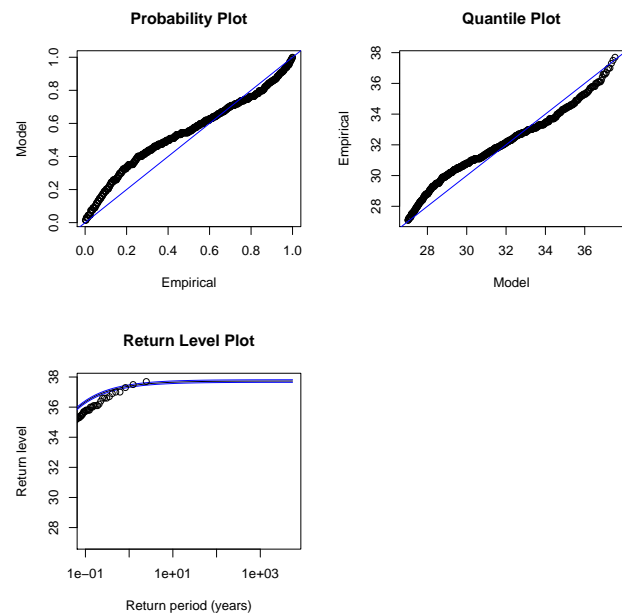 Probability Plot
Model
0.0 0.2 0.4 0.6 0.8 1.0
0.0 0.2 0.4 0.6 0.8 1.0
Empirical
Quantile Plot
Empirical
28 30 32 34 36 38
28 30 32 34 36
Model
Return Level Plot
Return level
28 30 32 34 36 38
1e−01 1e+01 1e+03
Return period (years)